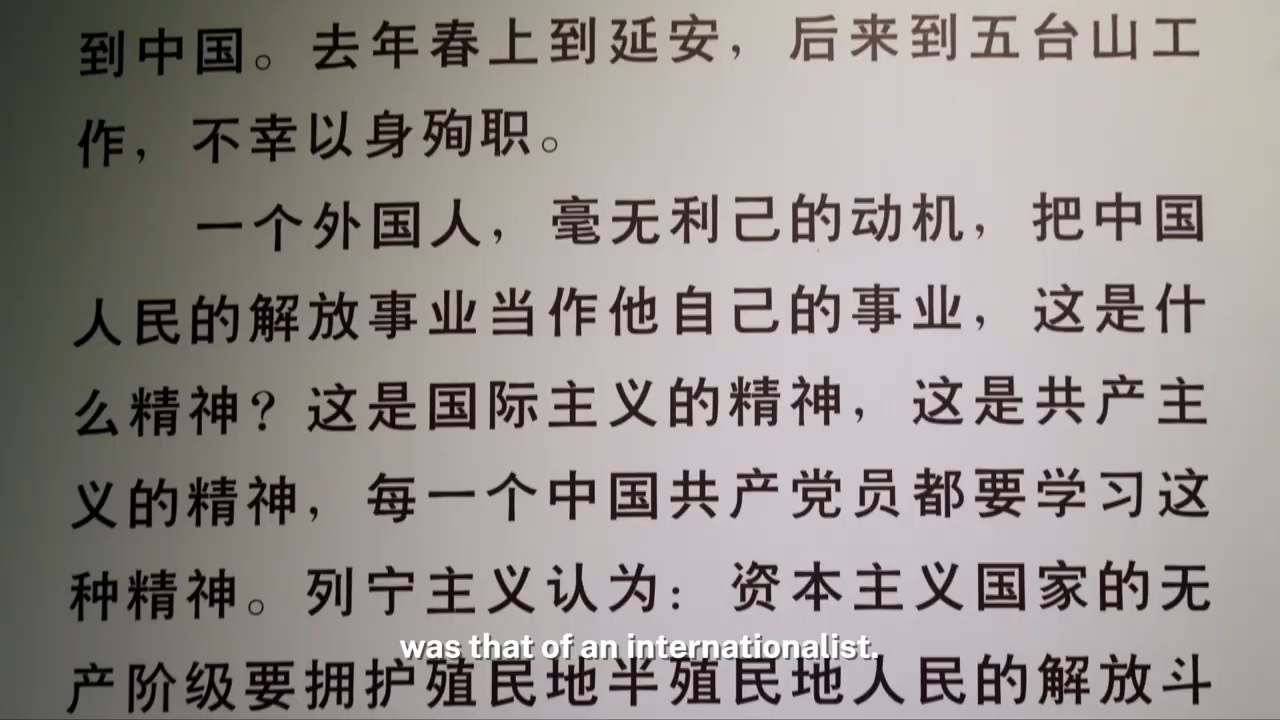 到中国。去年春上到延安，后来到五台山工
作，不幸以身殉职。
一个外国人，毫无利己的动机，把中国
人民的解放事业当作他自己的事业，这是什
么精神？这是国际主义的精神，这是共产主
义的精神，每一个中国共产党员都要学习这
种精神。列宁主义认为：资本主义国家的无
was that of an internationalist.
产阶级要拥护殖民地半殖民地人民的解放斗